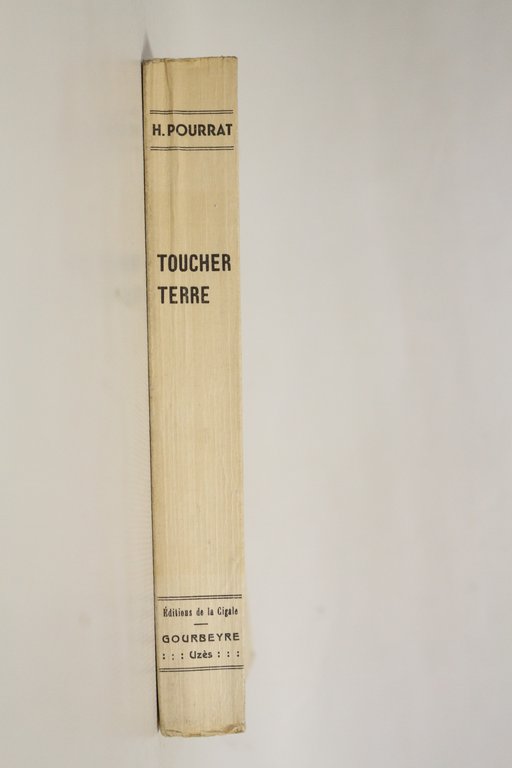 H. POURRAT
TOUCHER
TERRE
Éditions de la Cigale
GOURBEYRE
: : : Uzès : : :